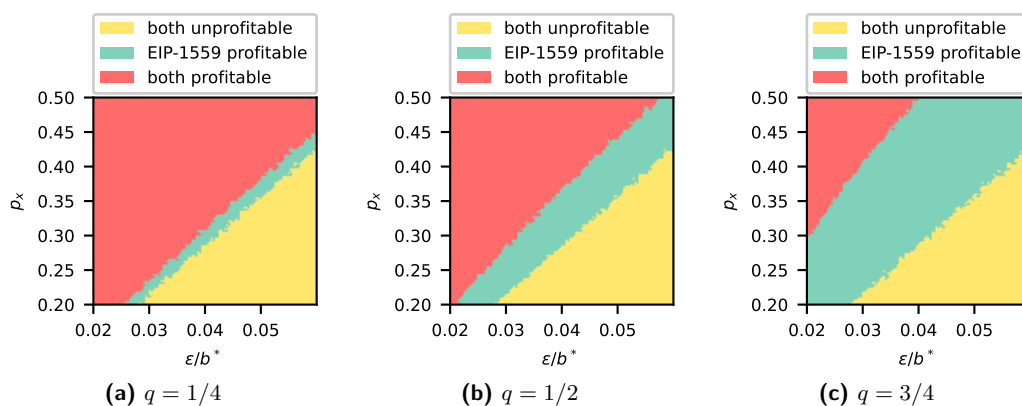 both unprofitable
EIP-1559 profitable
both profitable
0.50
0.45
0.40
0.35
0.30
0.25
0.20
p_x
0.02 0.03 0.04 0.05
ε/b*
(a) q = 1/4
both unprofitable
EIP-1559 profitable
both profitable
0.50
0.45
0.40
0.35
0.30
0.25
0.20
p_x
0.02 0.03 0.04 0.05
ε/b*
(b) q = 1/2
both unprofitable
EIP-1559 profitable
both profitable
0.50
0.45
0.40
0.35
0.30
0.25
0.20
p_x
0.02 0.03 0.04 0.05
ε/b*
(c) q = 3/4